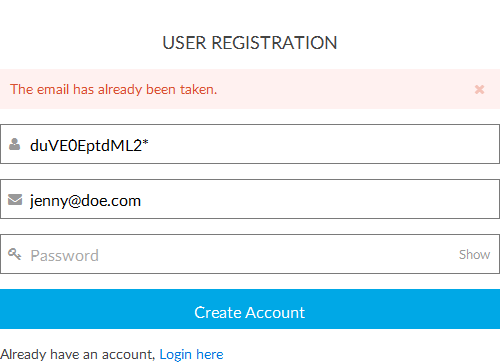 USER REGISTRATION
The email has already been taken.
duVE0EptdML2*
jenny@doe.com
Password Show
Create Account
Already have an account, Login here